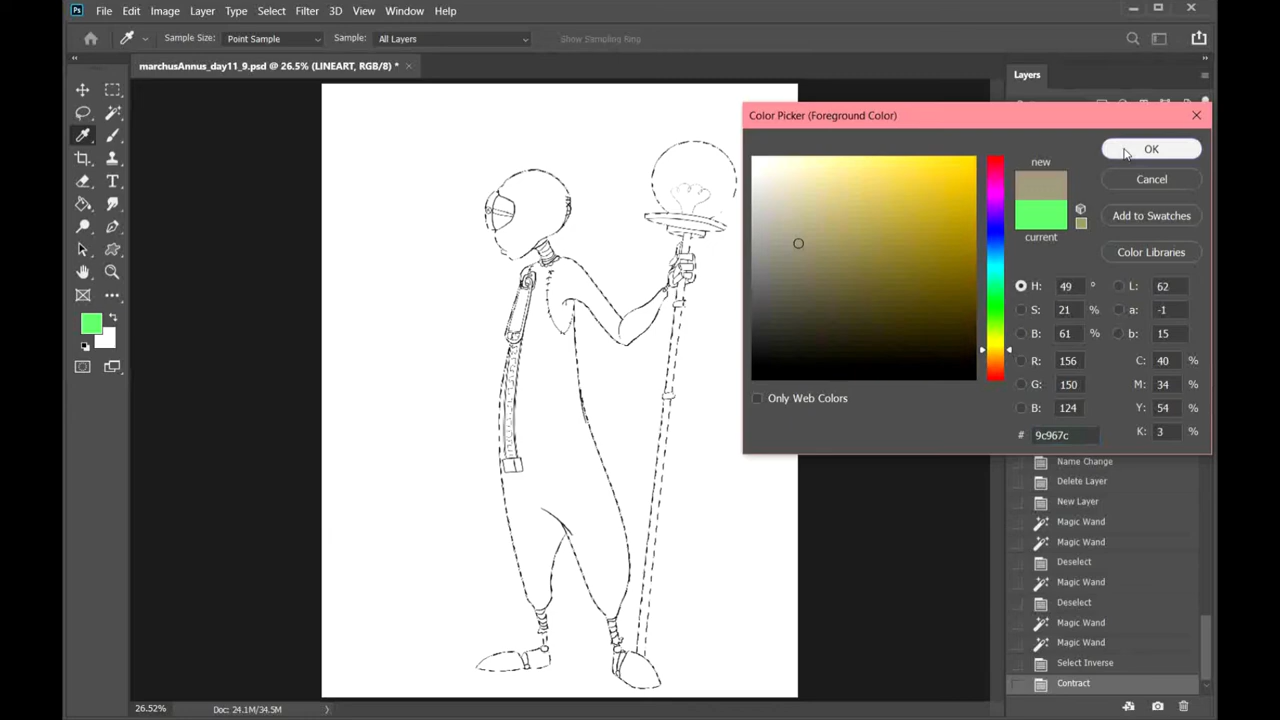 Ps File Edit Image Layer Type Select Filter 3D View Window Help
Sample Size: Point Sample Sample: All Layers Show Sampling Ring
marchusAnnus_day11_9.psd @ 26.5% (LINEART, RGB/8) *
Layers
Color Picker (Foreground Color)
new
OK
Cancel
Add to Swatches
current
Color Libraries
H: 49 ° L: 62
S: 21 % a: -1
B: 61 % b: 15
R: 156 C: 40 %
G: 150 M: 34 %
B: 124 Y: 54 %
# 9c967c K: 3 %
Only Web Colors
Name Change
Delete Layer
New Layer
Magic Wand
Magic Wand
Deselect
Magic Wand
Deselect
Magic Wand
Magic Wand
Select Inverse
Contract
26.52% Doc: 24.1M/34.5M